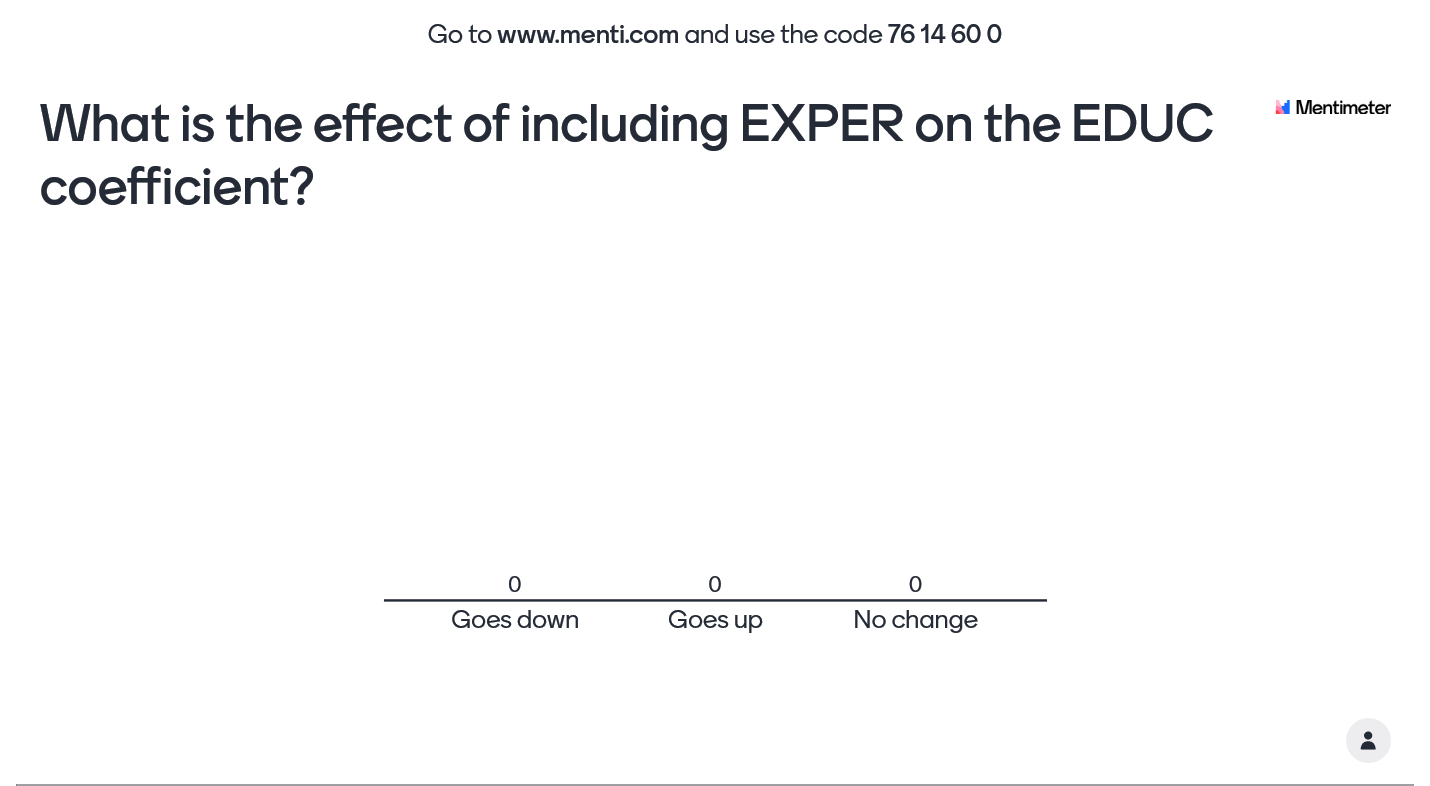 Go to www.menti.com and use the code 76 14 60 0
What is the effect of including EXPER on the EDUC
coefficient?
Mentimeter
0 0 0
Goes down Goes up No change